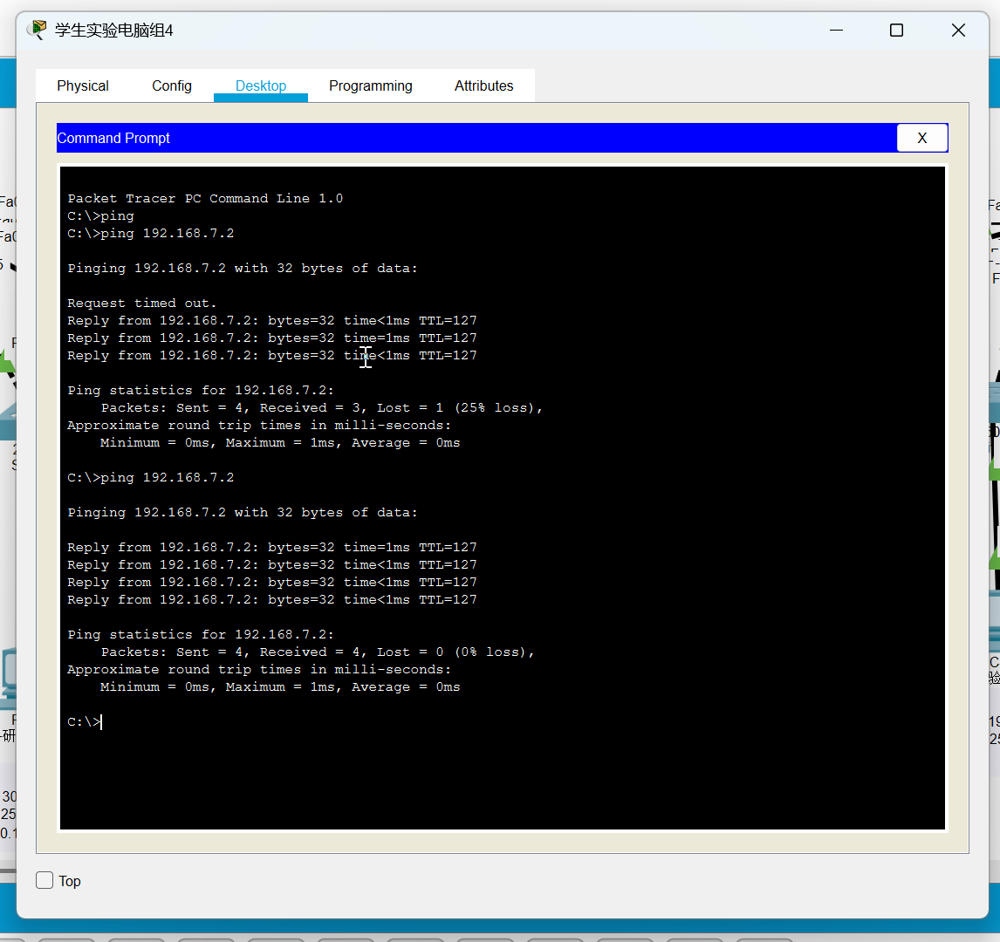 学生实验电脑组4
Physical Config Desktop Programming Attributes
Command Prompt X
Packet Tracer PC Command Line 1.0
C:\>ping
C:\>ping 192.168.7.2
Pinging 192.168.7.2 with 32 bytes of data:
Request timed out.
Reply from 192.168.7.2: bytes=32 time<1ms TTL=127
Reply from 192.168.7.2: bytes=32 time=1ms TTL=127
Reply from 192.168.7.2: bytes=32 time<1ms TTL=127
Ping statistics for 192.168.7.2:
Packets: Sent = 4, Received = 3, Lost = 1 (25% loss),
Approximate round trip times in milli-seconds:
Minimum = 0ms, Maximum = 1ms, Average = 0ms
C:\>ping 192.168.7.2
Pinging 192.168.7.2 with 32 bytes of data:
Reply from 192.168.7.2: bytes=32 time=1ms TTL=127
Reply from 192.168.7.2: bytes=32 time<1ms TTL=127
Reply from 192.168.7.2: bytes=32 time<1ms TTL=127
Reply from 192.168.7.2: bytes=32 time<1ms TTL=127
Ping statistics for 192.168.7.2:
Packets: Sent = 4, Received = 4, Lost = 0 (0% loss),
Approximate round trip times in milli-seconds:
Minimum = 0ms, Maximum = 1ms, Average = 0ms
C:\>
Top